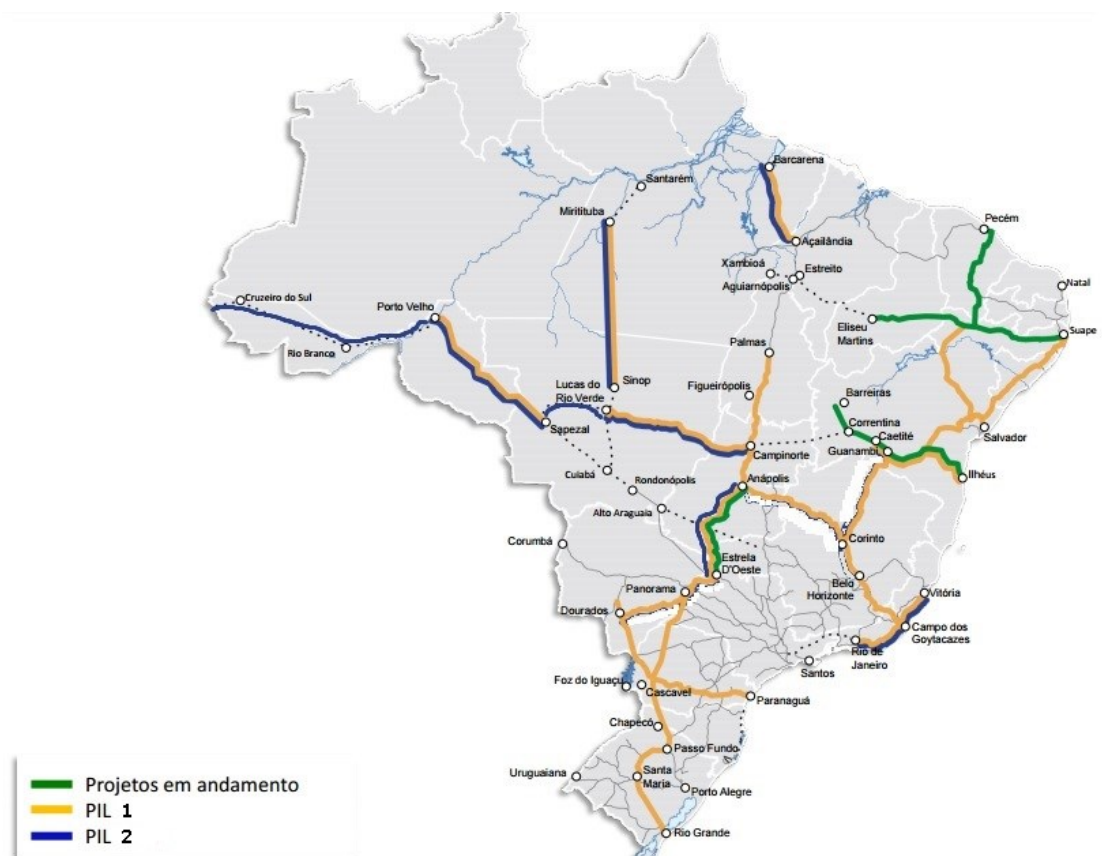 Barcarena
Santarém
Miritituba
Pecém
Açailândia
Xambioá
Estreito
Aguiarnópolis
Natal
Cruzeiro do Sul
Porto Velho
Eliseu
Martins
Suape
Rio Branco
Palmas
Lucas do
Rio Verde
Sinop
Figueirópolis
Barreiras
Sapezal
Correntina
Caetité
Salvador
Campinorte
Guanambi
Cuiabá
Rondonópolis
Anápolis
Ilhéus
Alto Araguaia
Corumbá
Corinto
Estrela
D'Oeste
Panorama
Belo
Horizonte
Vitória
Dourados
Campo dos
Goytacazes
Rio de
Janeiro
Santos
Foz do Iguaçu
Cascavel
Paranaguá
Chapecó
Passo Fundo
Uruguaiana
Santa
Maria
Porto Alegre
Rio Grande
Projetos em andamento
PIL 1
PIL 2